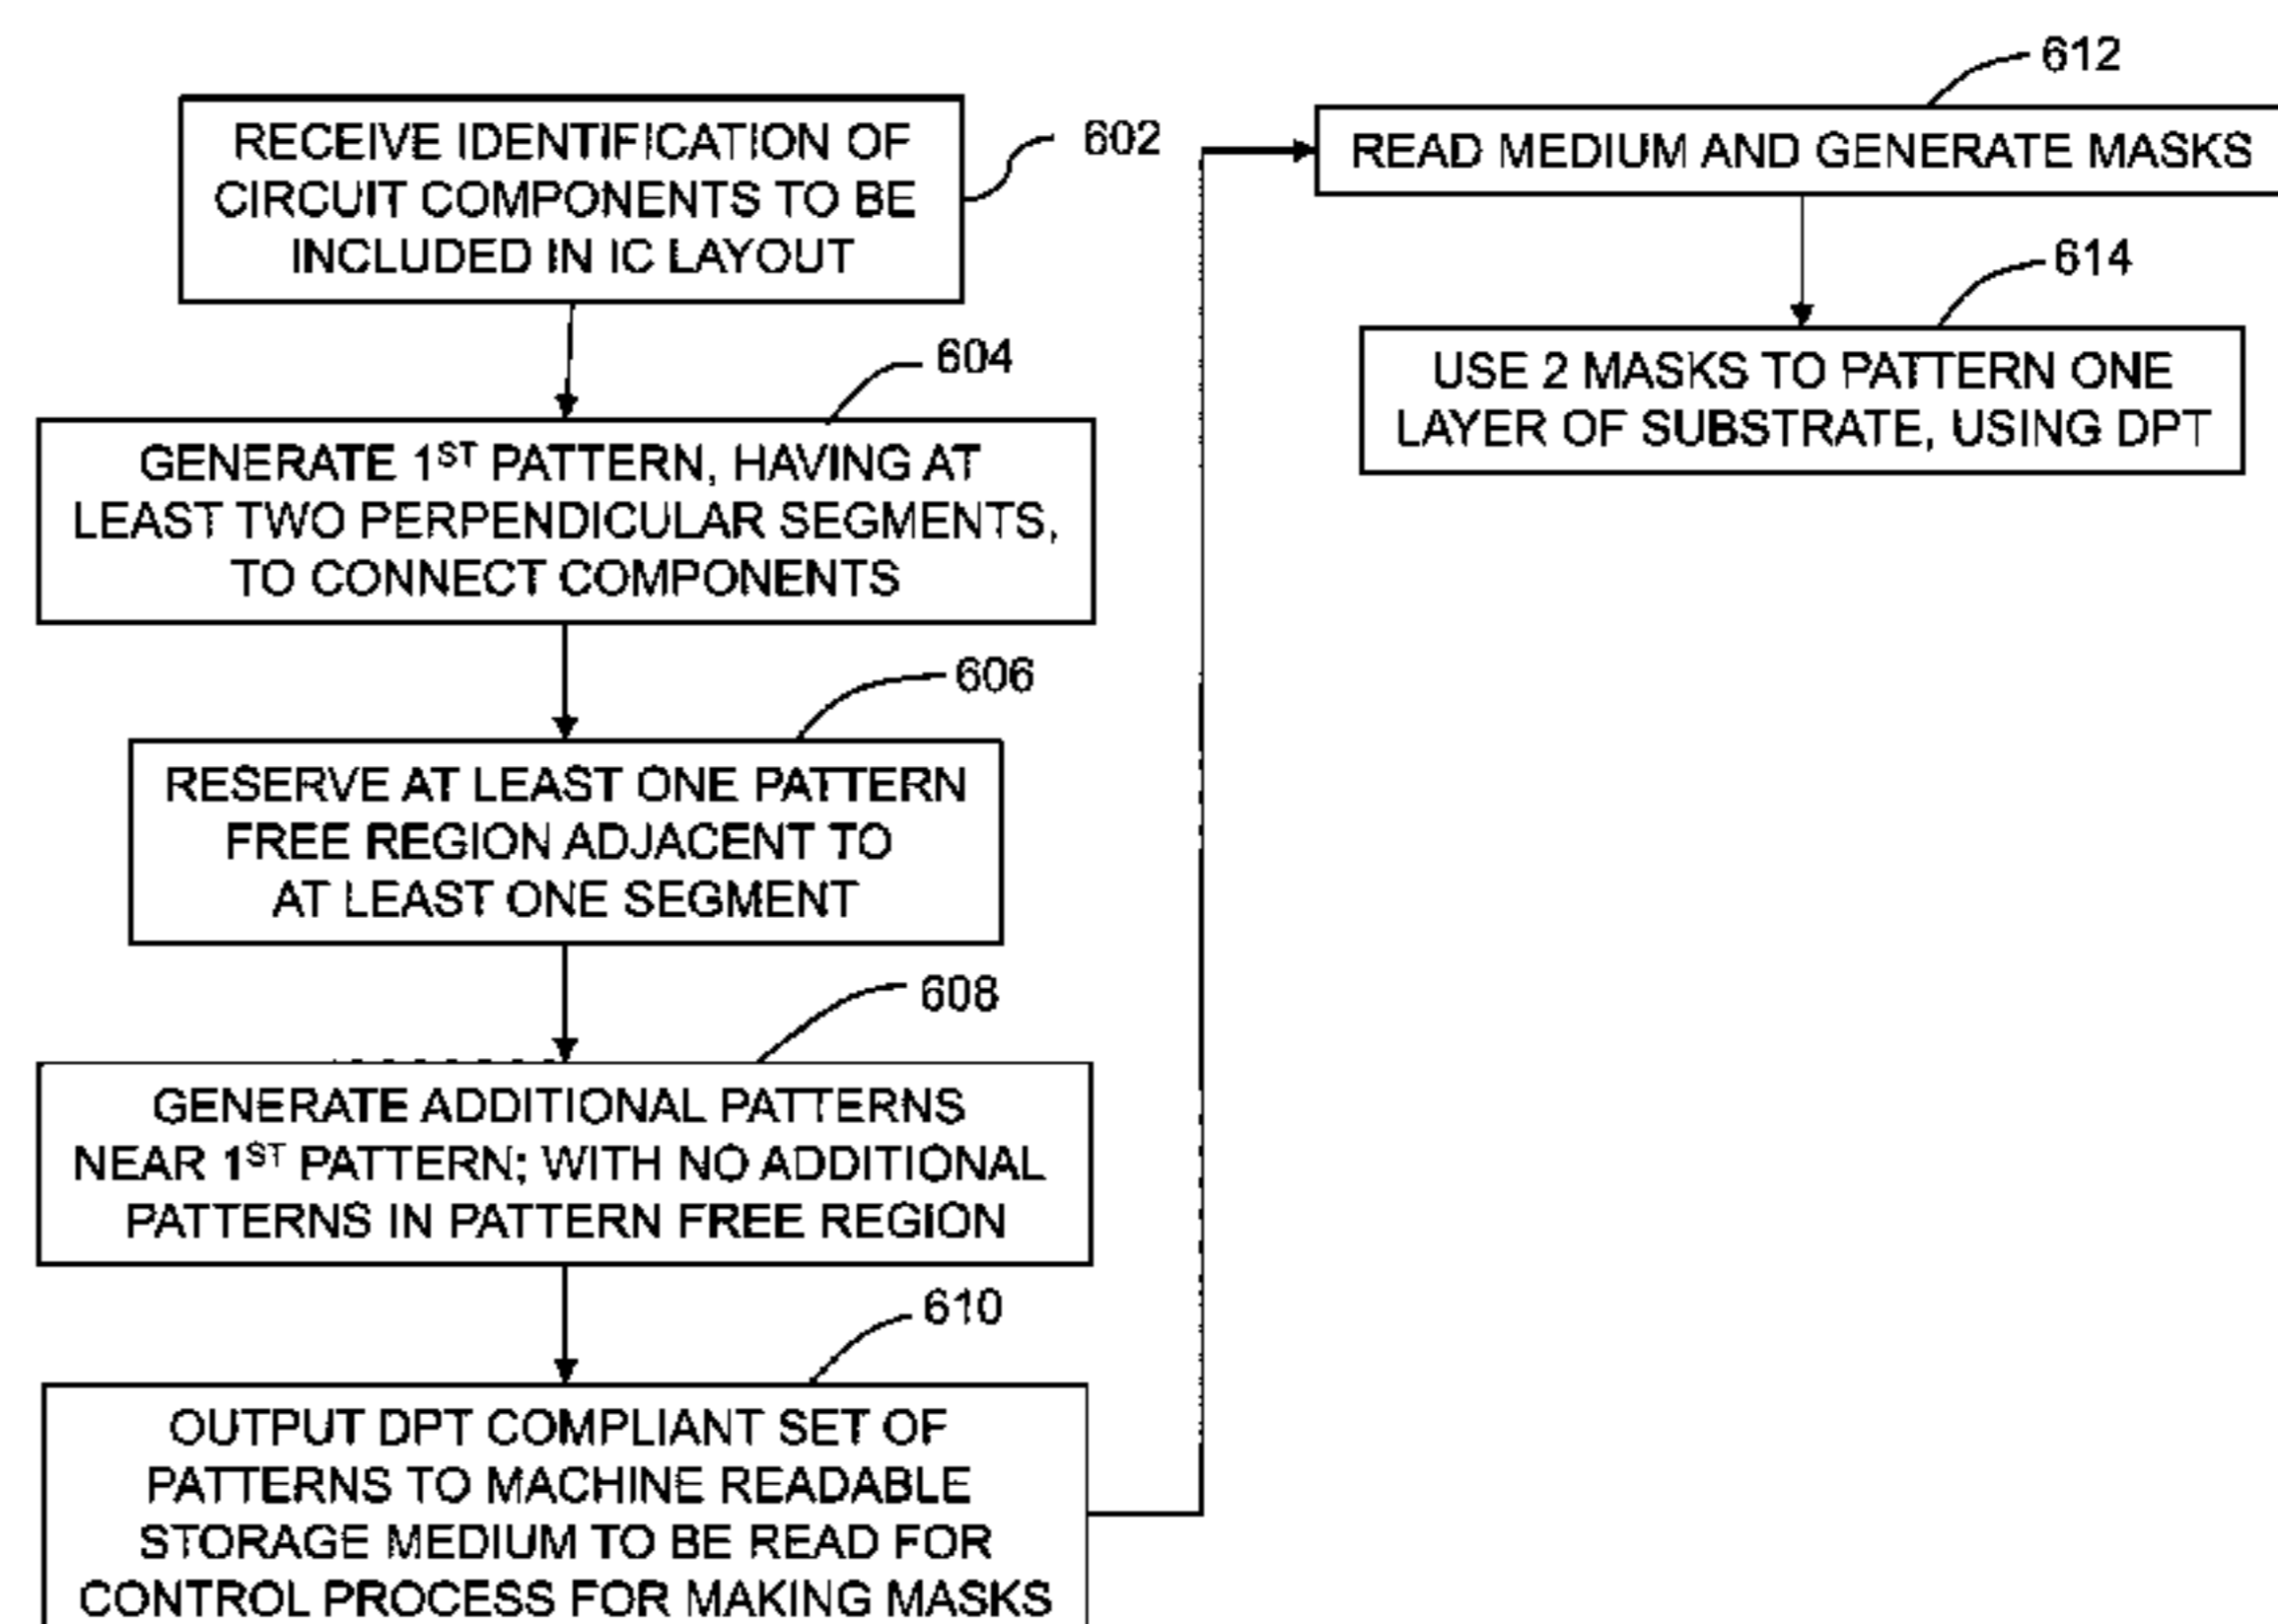 602
RECEIVE IDENTIFICATION OF
CIRCUIT COMPONENTS TO BE
INCLUDED IN IC LAYOUT
604
GENERATE 1ST PATTERN, HAVING AT
LEAST TWO PERPENDICULAR SEGMENTS,
TO CONNECT COMPONENTS
606
RESERVE AT LEAST ONE PATTERN
FREE REGION ADJACENT TO
AT LEAST ONE SEGMENT
608
GENERATE ADDITIONAL PATTERNS
NEAR 1ST PATTERN; WITH NO ADDITIONAL
PATTERNS IN PATTERN FREE REGION
610
OUTPUT DPT COMPLIANT SET OF
PATTERNS TO MACHINE READABLE
STORAGE MEDIUM TO BE READ FOR
CONTROL PROCESS FOR MAKING MASKS
612
READ MEDIUM AND GENERATE MASKS
614
USE 2 MASKS TO PATTERN ONE
LAYER OF SUBSTRATE, USING DPT